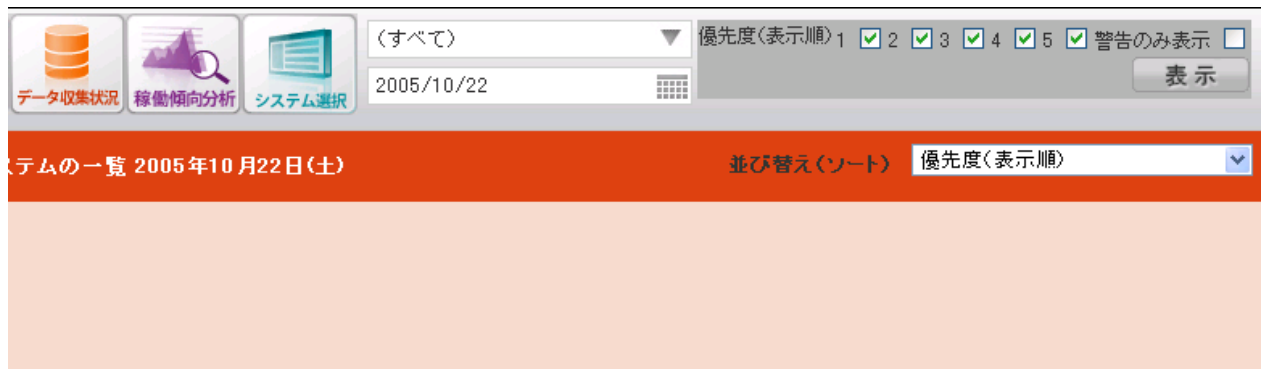 データ収集状況
稼働傾向分析
システム選択
(すべて)
2005/10/22
優先度(表示順) 1 2 3 4 5 警告のみ表示
表示
ステムの一覧 2005年10月22日(土)
並び替え(ソート)
優先度(表示順)